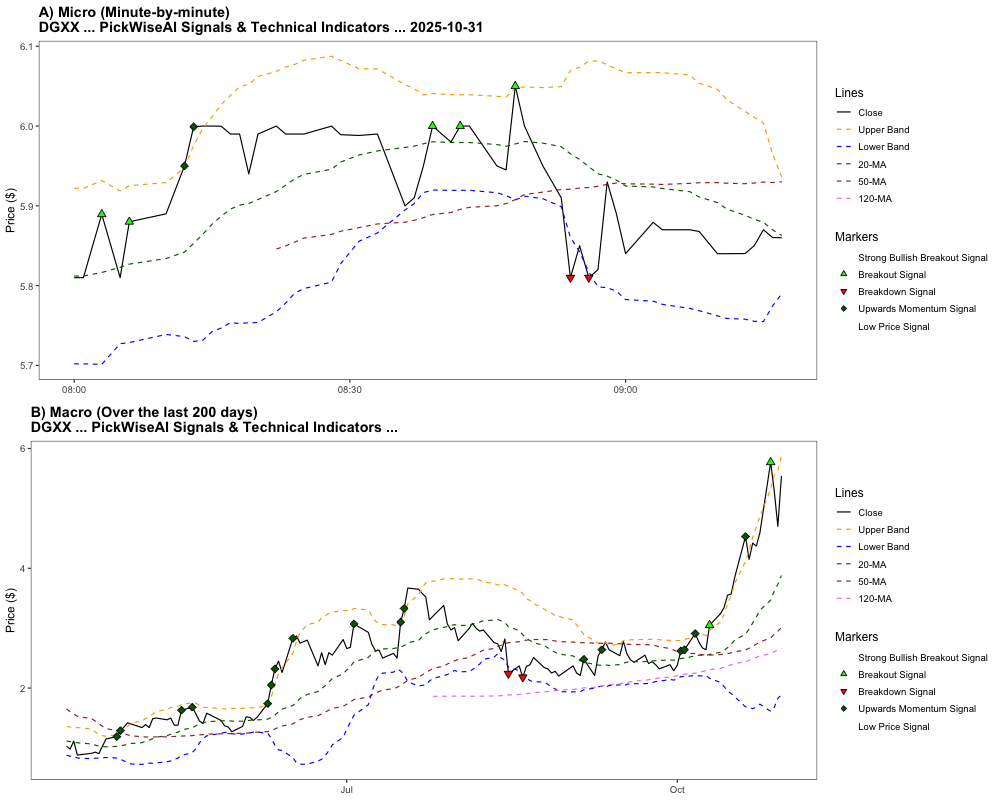 A) Micro (Minute-by-minute)
DGXX ... PickWiseAI Signals & Technical Indicators ... 2025-10-31
6.1
6.0
5.9
5.8
5.7
Price ($)
08:00
08:30
09:00
Lines
Close
Upper Band
Lower Band
20-MA
50-MA
120-MA
Markers
Strong Bullish Breakout Signal
Breakout Signal
Breakdown Signal
Upwards Momentum Signal
Low Price Signal
B) Macro (Over the last 200 days)
DGXX ... PickWiseAI Signals & Technical Indicators ...
6
4
2
Price ($)
Jul
Oct
Lines
Close
Upper Band
Lower Band
20-MA
50-MA
120-MA
Markers
Strong Bullish Breakout Signal
Breakout Signal
Breakdown Signal
Upwards Momentum Signal
Low Price Signal